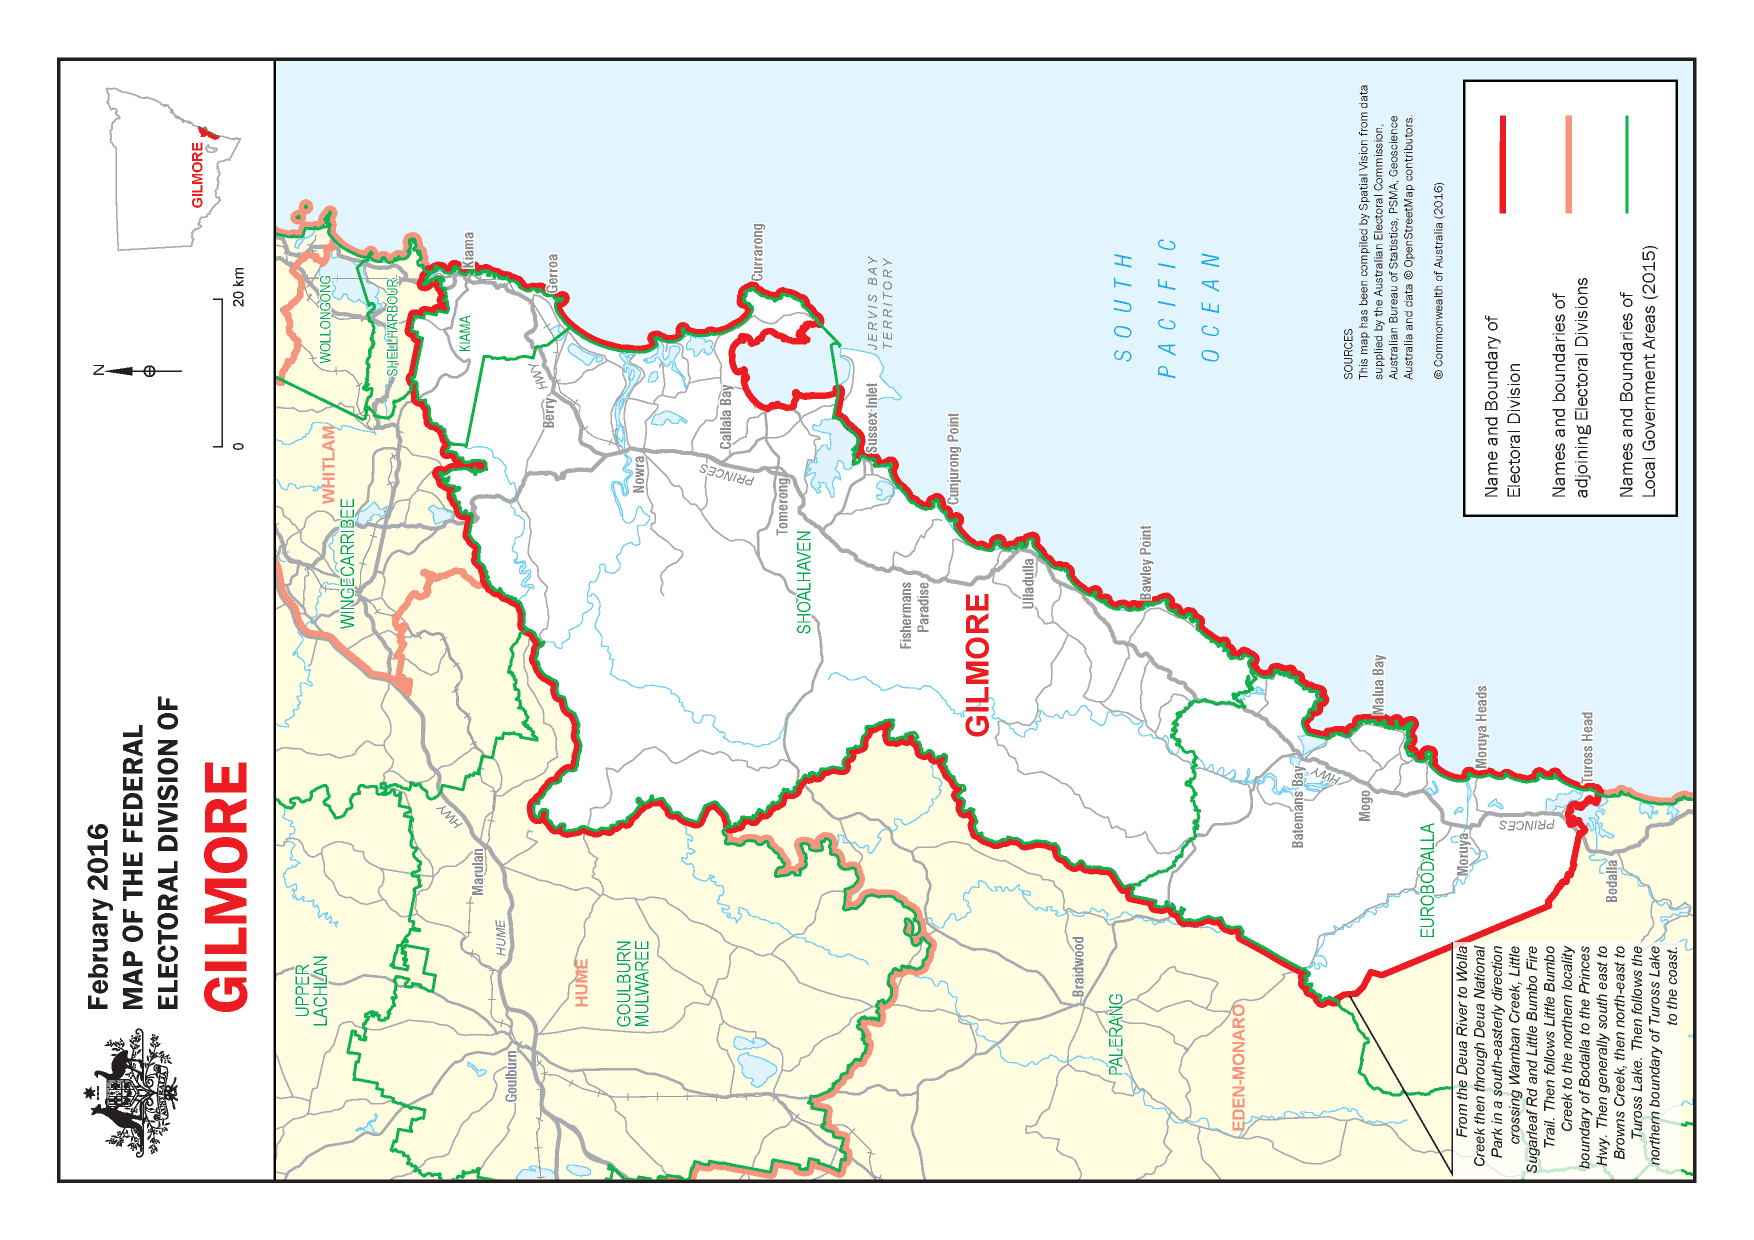 February 2016
MAP OF THE FEDERAL
ELECTORAL DIVISION OF
GILMORE
N
0
20 km
GILMORE
WOLLONGONG
SHELLHARBOUR
KIAMA
Kiama
Gerroa
WHITLAM
WINGECARRIBEE
HWY
Berry
Nowra
Callala Bay
Currarong
JERVIS BAY
TERRITORY
PRINCES
Tomerong
Sussex Inlet
Cunjurong Point
SHOALHAVEN
Fishermans
Paradise
GILMORE
Ulladulla
Bawley Point
SOUTH
PACIFIC
OCEAN
UPPER
LACHLAN
HWY
Marulan
HUME
Goulburn
HUME
GOULBURN
MULWAREE
Braidwood
PALERANG
EDEN-MONARO
Batemans Bay
HWY
Mogo
Malua Bay
EUROBODALLA
Moruya
Moruya Heads
PRINCES
Tuross Head
Bodalla
From the Deua River to Wolla
Creek then through Deua National
Park in a south-easterly direction
crossing Wamban Creek, Little
Sugarleaf Rd and Little Bumbo Fire
Trail. Then follows Little Bumbo
Creek to the northern locality
boundary of Bodalla to the Princes
Hwy. Then generally south east to
Browns Creek, then north-east to
Tuross Lake. Then follows the
northern boundary of Tuross Lake
to the coast.
SOURCES
This map has been compiled by Spatial Vision from data
supplied by the Australian Electoral Commission,
Australian Bureau of Statistics, PSMA, Geoscience
Australia and data © OpenStreetMap contributors.
© Commonwealth of Australia (2016)
Name and Boundary of
Electoral Division
Names and boundaries of
adjoining Electoral Divisions
Names and Boundaries of
Local Government Areas (2015)